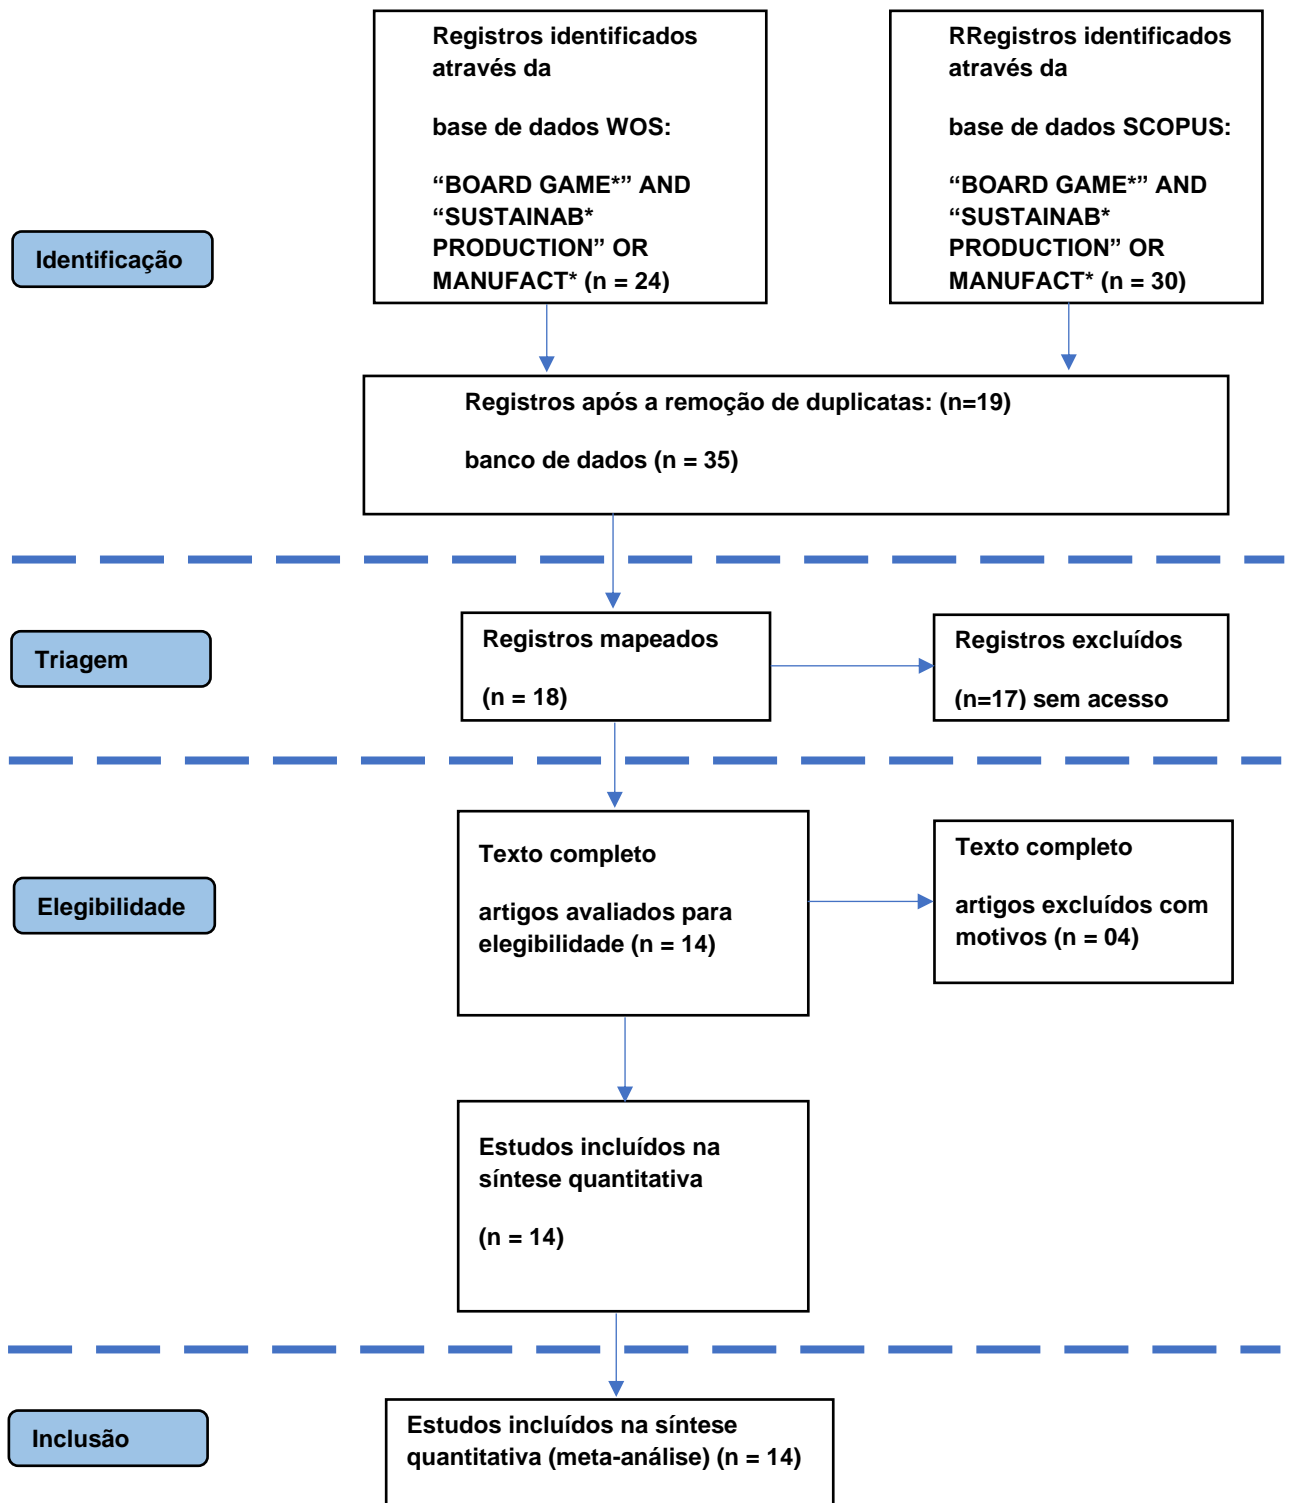 Registros identificados
através da
base de dados WOS:
“BOARD GAME*” AND
“SUSTAINAB*
PRODUCTION” OR
MANUFACT* (n = 24)
RRegistros identificados
através da
base de dados SCOPUS:
“BOARD GAME*” AND
“SUSTAINAB*
PRODUCTION” OR
MANUFACT* (n = 30)
Identificação
Registros após a remoção de duplicatas: (n=19)
banco de dados (n = 35)
Triagem
Registros mapeados
(n = 18)
Registros excluídos
(n=17) sem acesso
Elegibilidade
Texto completo
artigos avaliados para
elegibilidade (n = 14)
Texto completo
artigos excluídos com
motivos (n = 04)
Estudos incluídos na
síntese quantitativa
(n = 14)
Inclusão
Estudos incluídos na síntese
quantitativa (meta-análise) (n = 14)